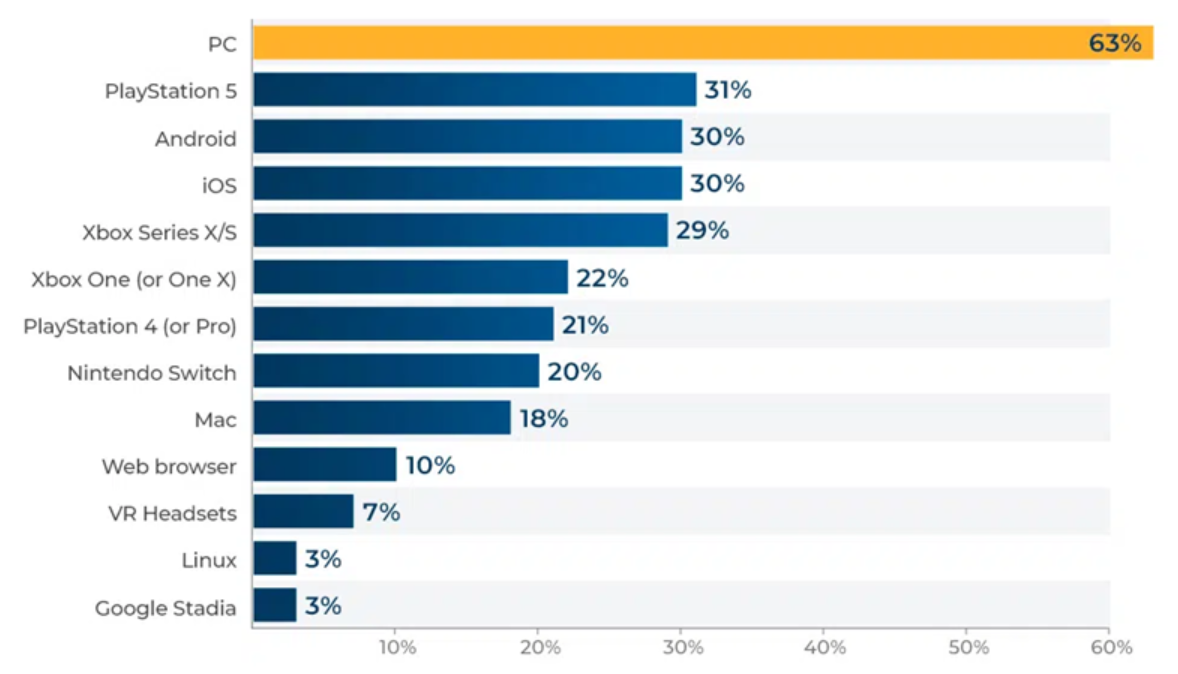 PC 63%
PlayStation 5 31%
Android 30%
iOS 30%
Xbox Series X/S 29%
Xbox One (or One X) 22%
PlayStation 4 (or Pro) 21%
Nintendo Switch 20%
Mac 18%
Web browser 10%
VR Headsets 7%
Linux 3%
Google Stadia 3%
10% 20% 30% 40% 50% 60%